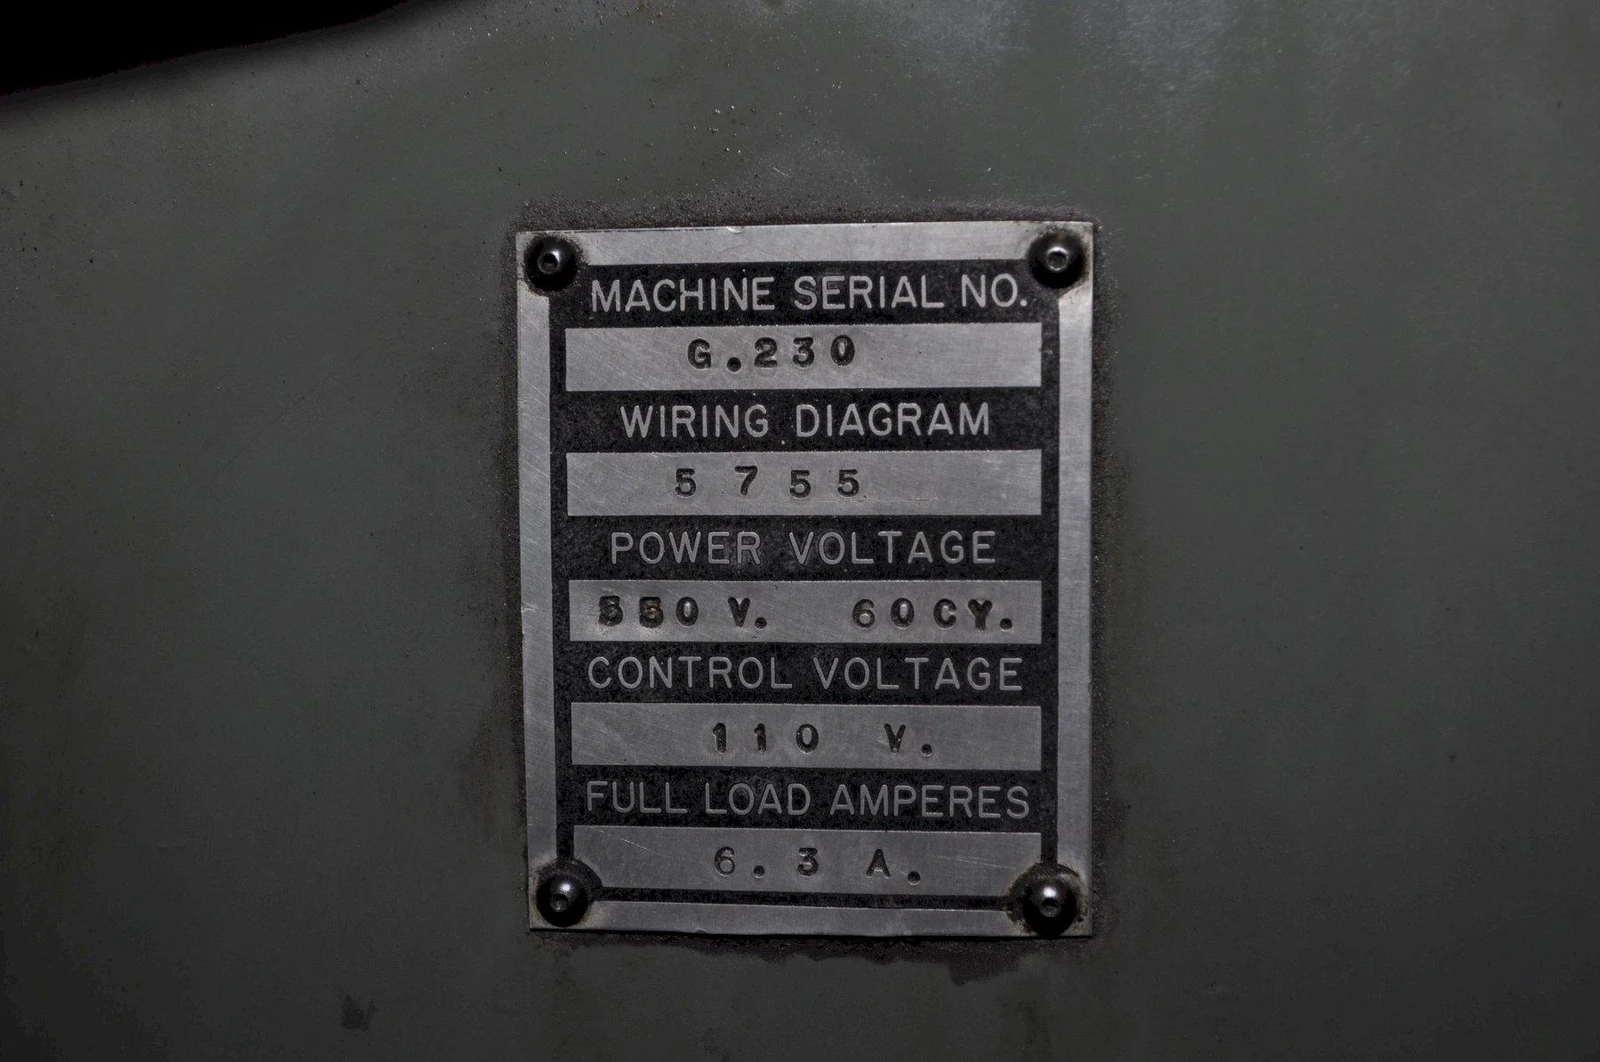 MACHINE SERIAL NO.
G.230
WIRING DIAGRAM
5755
POWER VOLTAGE
550 V. 60CY.
CONTROL VOLTAGE
110 V.
FULL LOAD AMPERES
6.3 A.